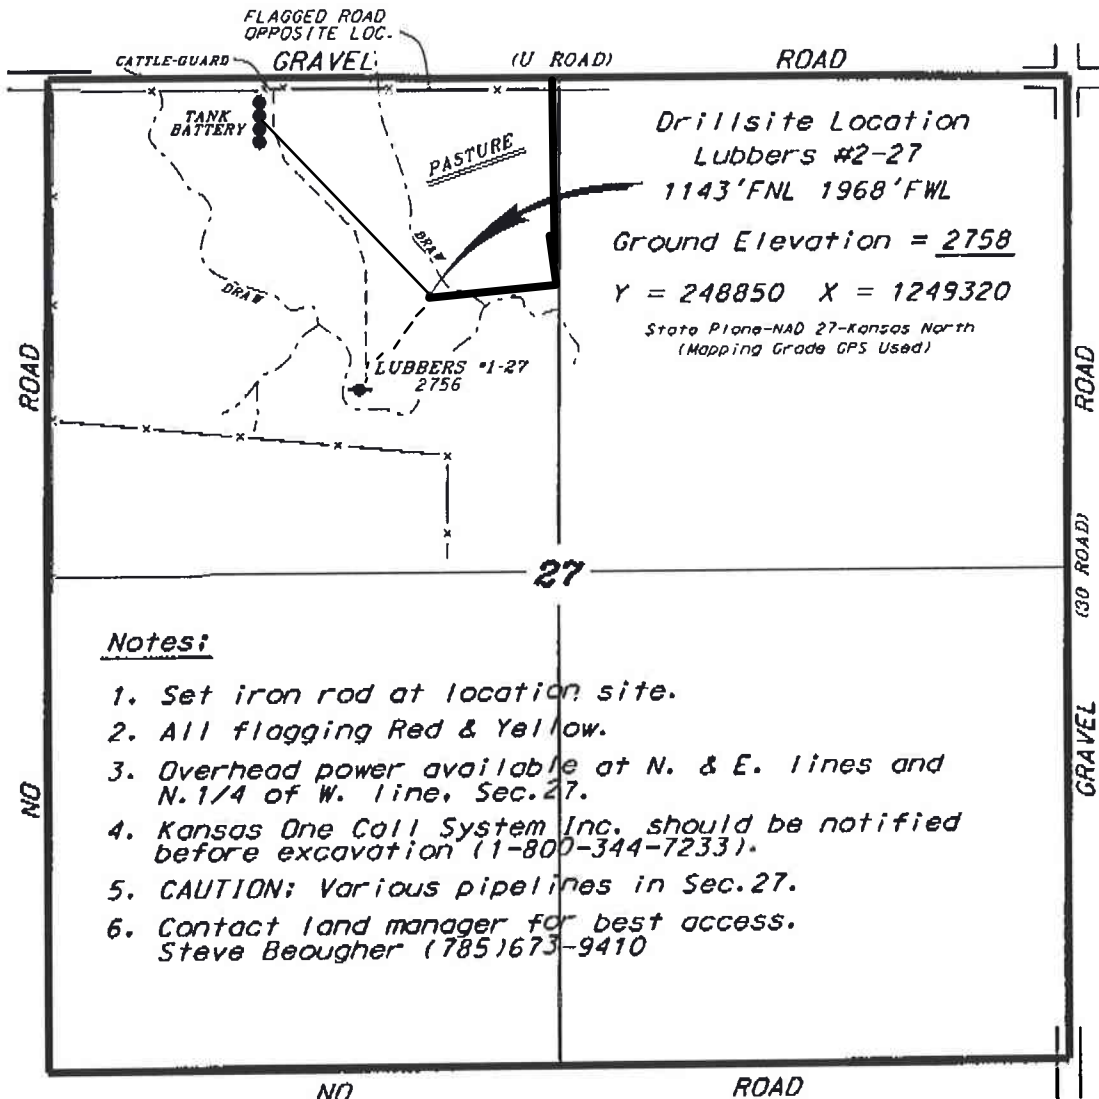 FLAGGED ROAD
OPPOSITE LOC.
CATTLE-GUARD
GRAVEL
(U ROAD)
ROAD
TANK
BATTERY
PASTURE
Drillsite Location
Lubbers #2-27
1143'FNL 1968'FWL
Ground Elevation = 2758
Y = 248850 X = 1249320
State Plane-NAD 27-Kansas North
(Mapping Grade GPS Used)
DRAW
DRAW
LUBBERS #1-27
2756
ROAD
ROAD
27
(30 ROAD)
Notes:
1. Set iron rod at location site.
2. All flagging Red & Yellow.
3. Overhead power available at N. & E. lines and
N.1/4 of W. line, Sec.27.
4. Kansas One Call System Inc. should be notified
before excavation (1-800-344-7233).
5. CAUTION: Various pipelines in Sec.27.
6. Contact land manager for best access.
Steve Beougher (785)673-9410
NO
GRAVEL
NO
ROAD